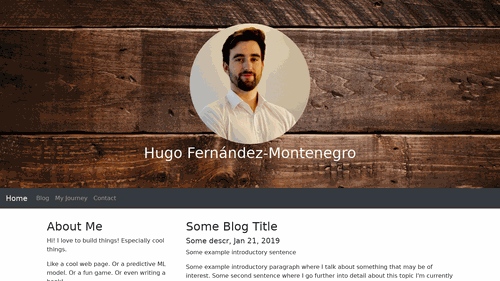 Hugo Fernández-Montenegro
Home Blog My Journey Contact
About Me
Hi! I love to build things! Especially cool
things.
Like a cool web page. Or a predictive ML
model. Or a fun game. Or even writing a
book!
Some Blog Title
Some descr, Jan 21, 2019
Some example introductory sentence
Some example introductory paragraph where I talk about something that may be of
interest. Some second sentence where I go further into detail about this topic I'm currently